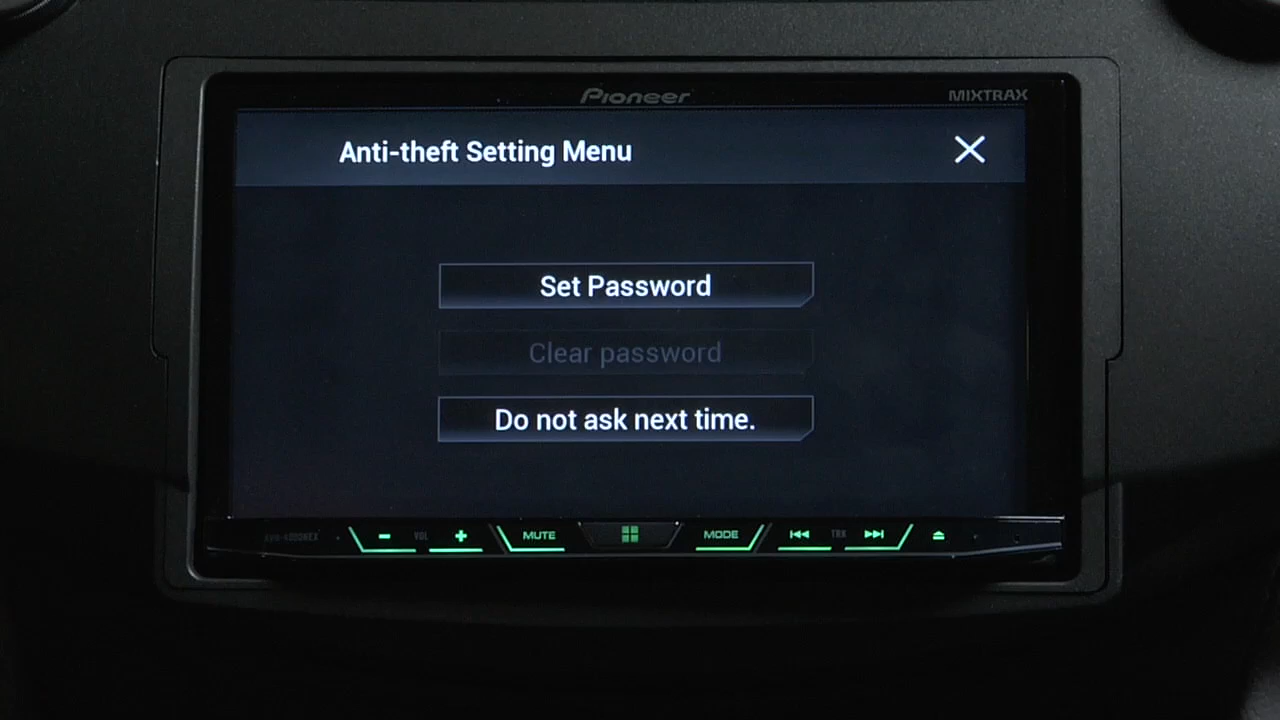 Pioneer
MIXTRAX
Anti-theft Setting Menu
Set Password
Clear password
Do not ask next time.
VOL
MUTE
MODE
TRK